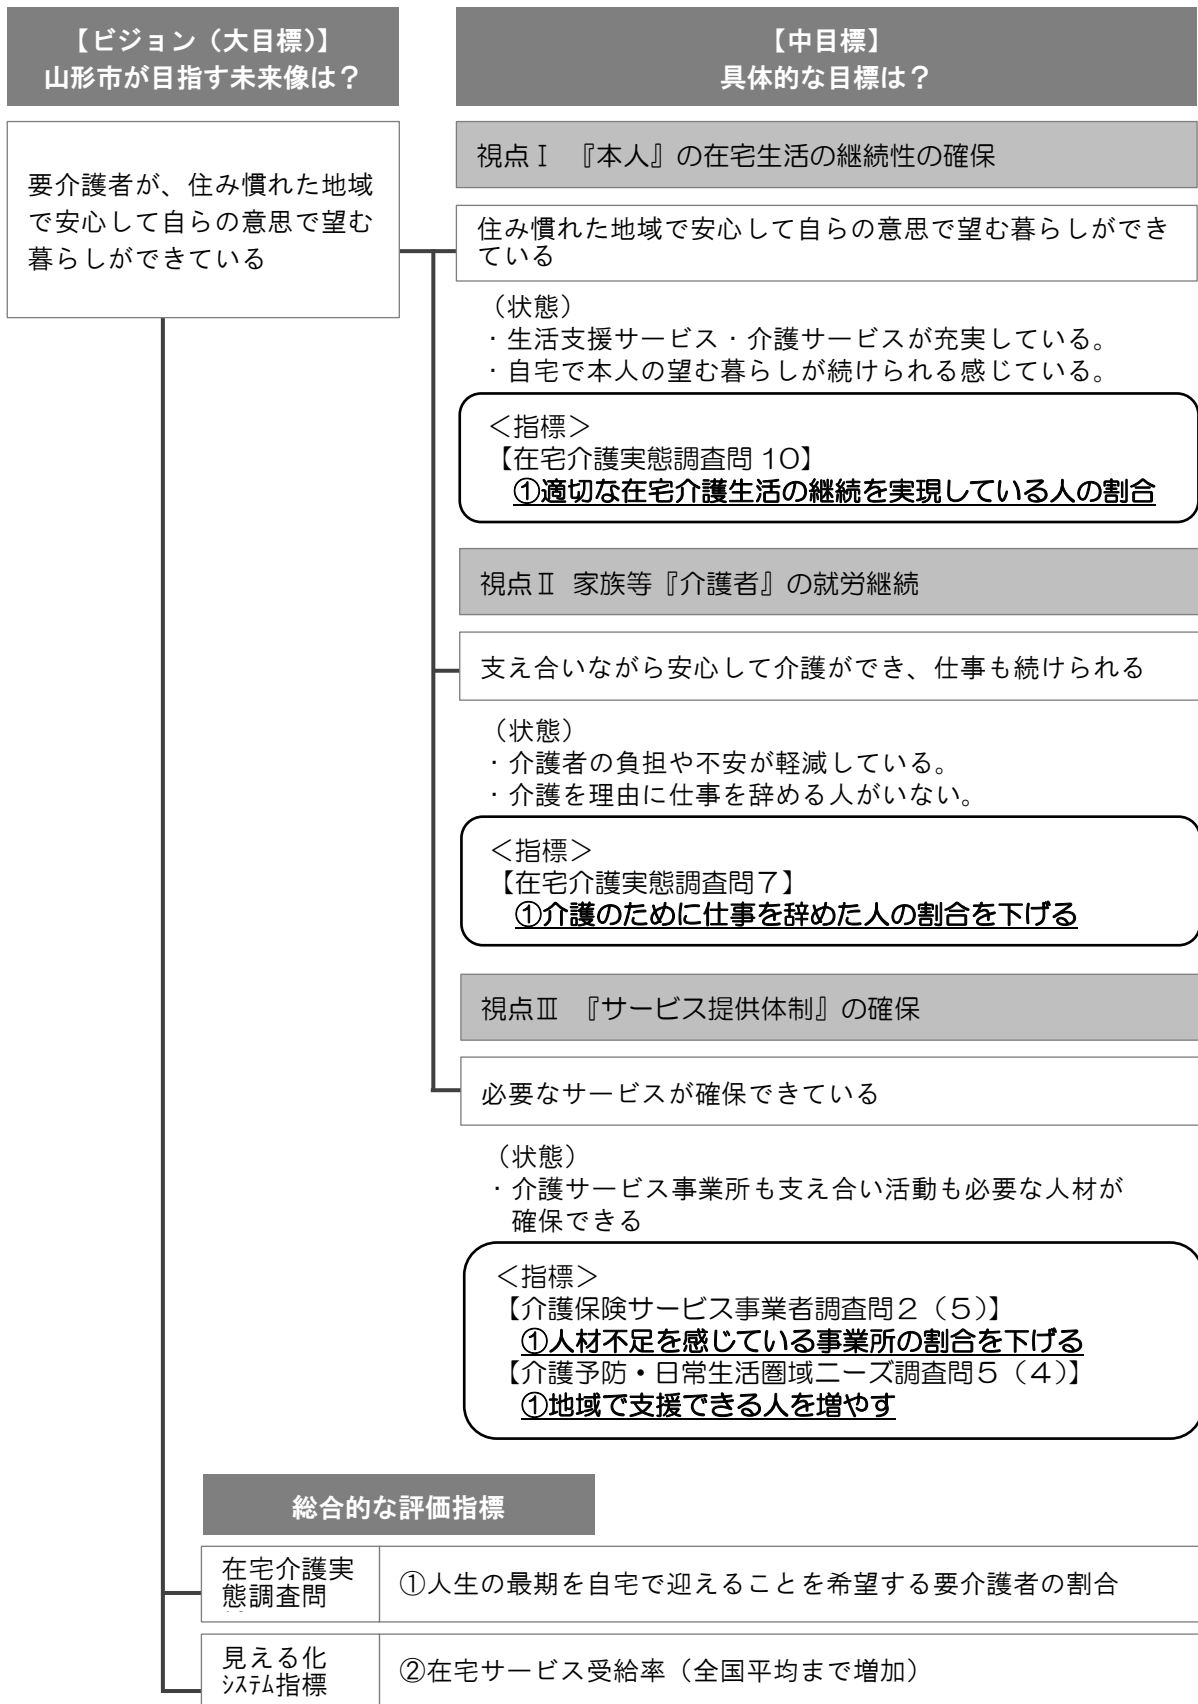 【ビジョン（大目標）】
山形市が目指す未来像は？
要介護者が、住み慣れた地域
で安心して自らの意思で望む
暮らしができている
【中目標】
具体的な目標は？
視点Ⅰ　『本人』の在宅生活の継続性の確保
住み慣れた地域で安心して自らの意思で望む暮らしができ
ている
（状態）
・生活支援サービス・介護サービスが充実している。
・自宅で本人の望む暮らしが続けられる感じている。
＜指標＞
【在宅介護実態調査問 10】
①適切な在宅介護生活の継続を実現している人の割合
視点Ⅱ 家族等『介護者』の就労継続
支え合いながら安心して介護ができ、仕事も続けられる
（状態）
・介護者の負担や不安が軽減している。
・介護を理由に仕事を辞める人がいない。
＜指標＞
【在宅介護実態調査問７】
①介護のために仕事を辞めた人の割合を下げる
視点Ⅲ　『サービス提供体制』の確保
必要なサービスが確保できている
（状態）
・介護サービス事業所も支え合い活動も必要な人材が
確保できる
＜指標＞
【介護保険サービス事業者調査問２（５）】
①人材不足を感じている事業所の割合を下げる
【介護予防・日常生活圏域ニーズ調査問５（４）】
①地域で支援できる人を増やす
総合的な評価指標
在宅介護実
態調査問
①人生の最期を自宅で迎えることを希望する要介護者の割合
見える化
ｼｽﾃﾑ指標
②在宅サービス受給率（全国平均まで増加）